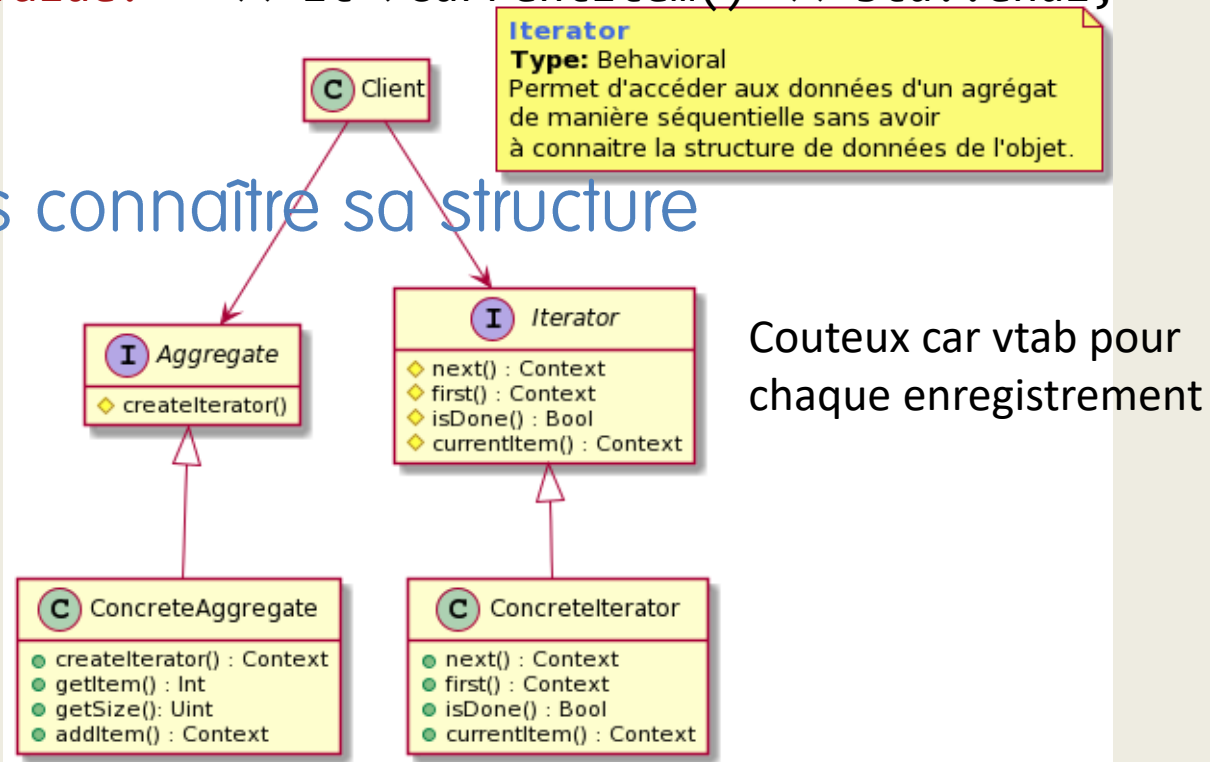 << std::endl;
Iterator
Type: Behavioral
Permet d'accéder aux données d'un agrégat
de manière séquentielle sans avoir
à connaitre la structure de données de l'objet.
C Client
s connaître sa structure
I Aggregate
createIterator()
I Iterator
next() : Context
first() : Context
isDone() : Bool
currentItem() : Context
Couteux car vtab pour
chaque enregistrement
C ConcreteAggregate
createIterator() : Context
getItem() : Int
getSize(): Uint
addItem() : Context
C ConcreteIterator
next() : Context
first() : Context
isDone() : Bool
currentItem() : Context